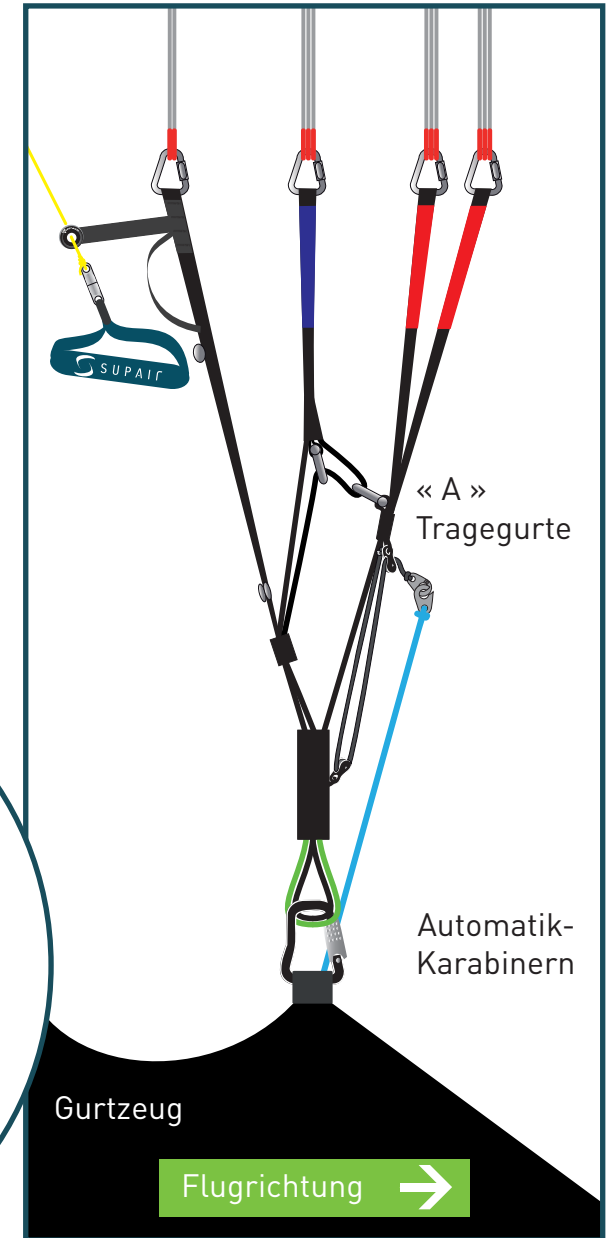 SUPAIR
« A »
Tragegurte
Automatik-
Karabinern
Gurtzeug
Flugrichtung